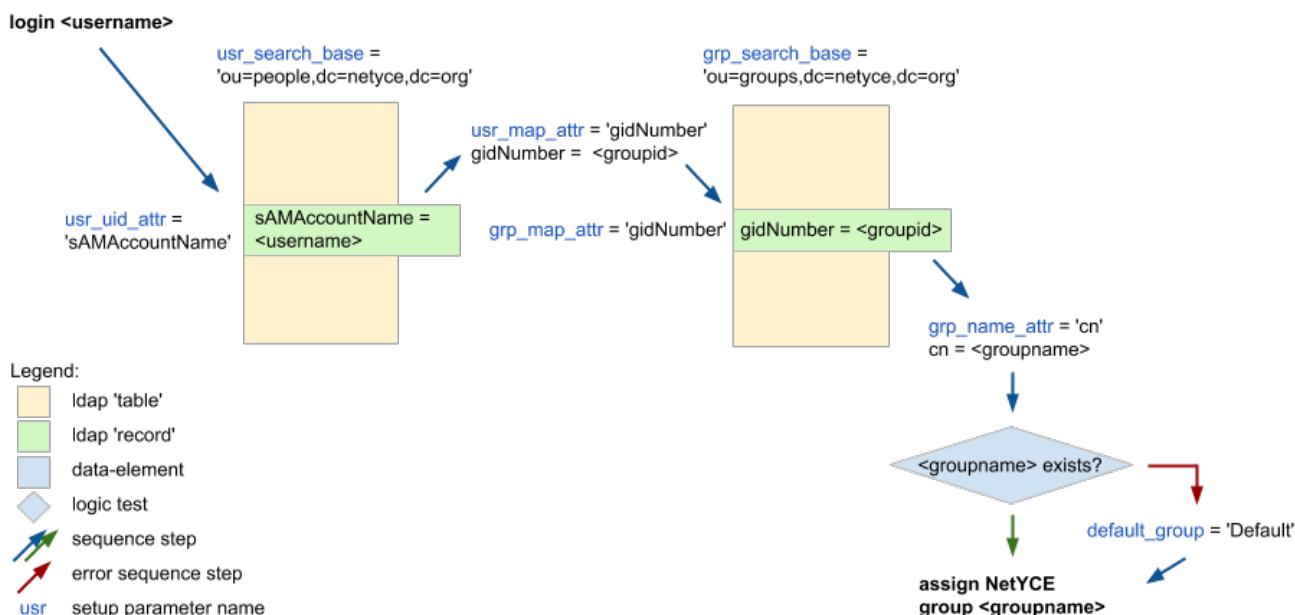 login <username>
usr_search_base =
'ou=people,dc=netyce,dc=org'
grp_search_base =
'ou=groups,dc=netyce,dc=org'
usr_map_attr = 'gidNumber'
gidNumber = <groupid>
usr_uid_attr =
'sAMAccountName'
sAMAccountName =
<username>
grp_map_attr = 'gidNumber'
gidNumber = <groupid>
grp_name_attr = 'cn'
cn = <groupname>
Legend:
ldap 'table'
ldap 'record'
data-element
logic test
sequence step
error sequence step
usr setup parameter name
<groupname> exists?
default_group = 'Default'
assign NetYCE
group <groupname>